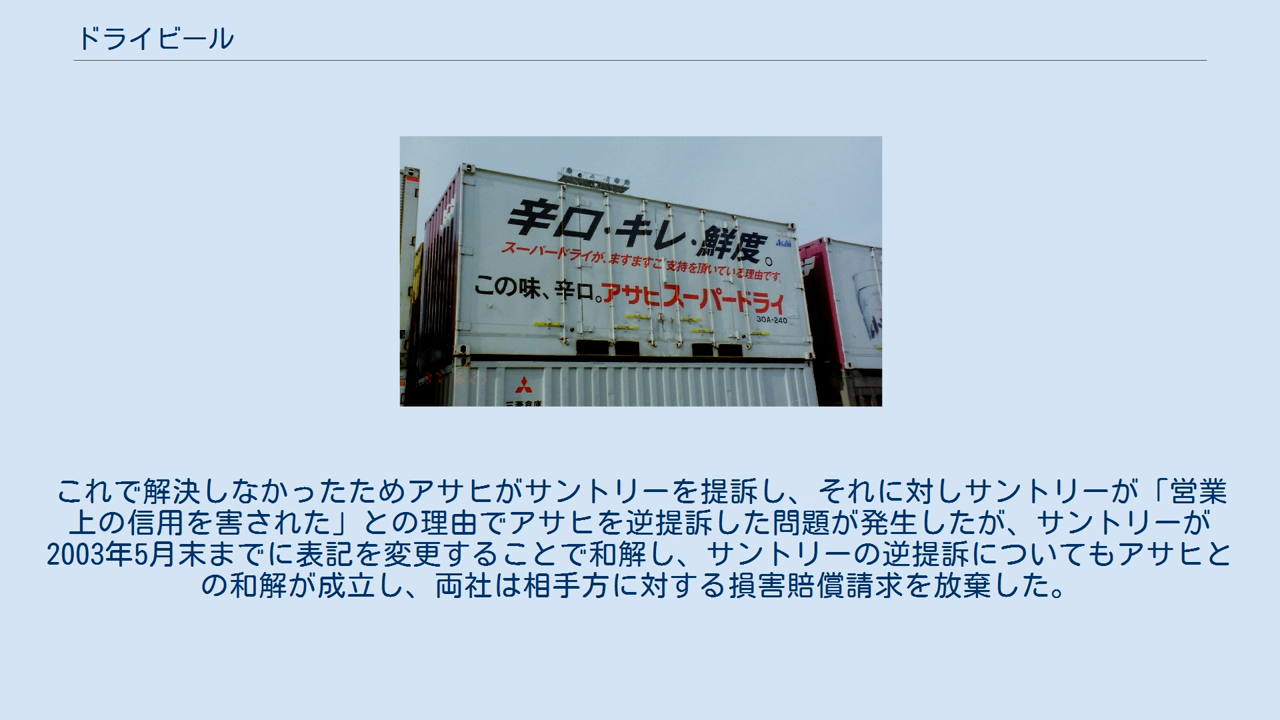 ドライビール
辛口・キレ・鮮度。
Asahi
スーパードライが、ますますご支持を頂いている理由です。
この味、辛口。アサヒスーパードライ
30A-240
三菱倉庫
これで解決しなかったためアサヒがサントリーを提訴し、それに対しサントリーが「営業
上の信用を害された」との理由でアサヒを逆提訴した問題が発生したが、サントリーが
2003年5月末までに表記を変更することで和解し、サントリーの逆提訴についてもアサヒと
の和解が成立し、両社は相手方に対する損害賠償請求を放棄した。